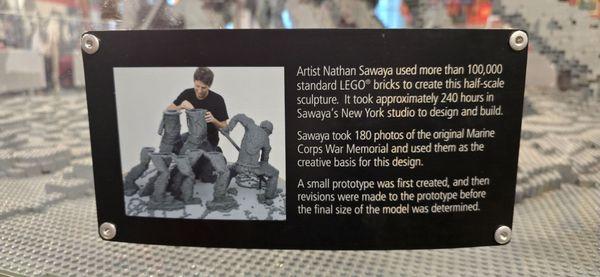 Artist Nathan Sawaya used more than 100,000
standard LEGO® bricks to create this half-scale
sculpture. It took approximately 240 hours in
Sawaya's New York studio to design and build.
Sawaya took 180 photos of the original Marine
Corps War Memorial and used them as the
creative basis for this design.
A small prototype was first created, and then
revisions were made to the prototype before
the final size of the model was determined.